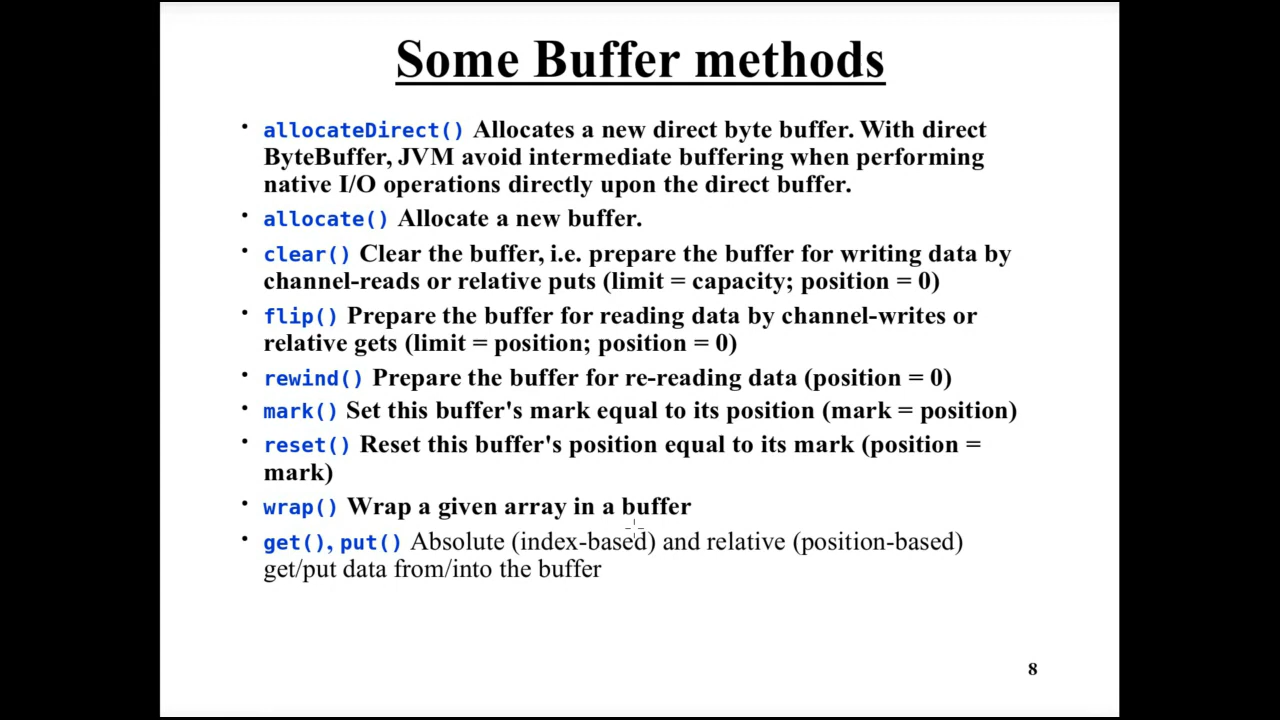 Some Buffer methods
• allocateDirect() Allocates a new direct byte buffer. With direct
ByteBuffer, JVM avoid intermediate buffering when performing
native I/O operations directly upon the direct buffer.
• allocate() Allocate a new buffer.
• clear() Clear the buffer, i.e. prepare the buffer for writing data by
channel-reads or relative puts (limit = capacity; position = 0)
• flip() Prepare the buffer for reading data by channel-writes or
relative gets (limit = position; position = 0)
• rewind() Prepare the buffer for re-reading data (position = 0)
• mark() Set this buffer's mark equal to its position (mark = position)
• reset() Reset this buffer's position equal to its mark (position =
mark)
• wrap() Wrap a given array in a buffer
• get(), put() Absolute (index-based) and relative (position-based)
get/put data from/into the buffer
8